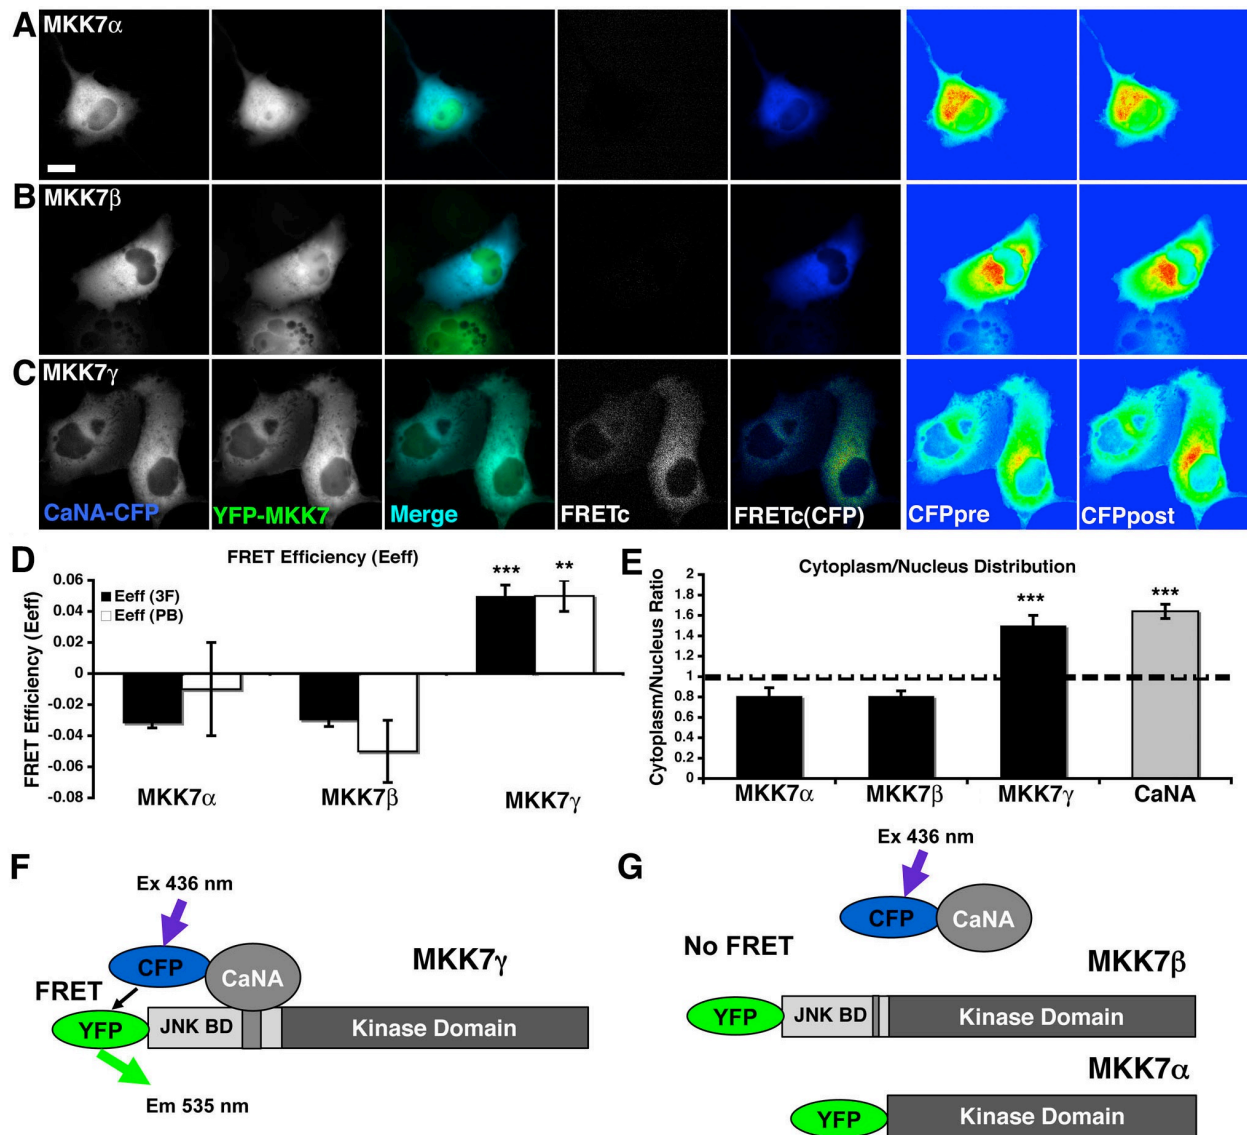 A
MKK7α
B
MKK7β
C
MKK7γ
CaNA-CFP
YFP-MKK7
Merge
FRETc
FRETc(CFP)
CFPpre
CFPpost
D
FRET Efficiency (Eeff)
FRET Efficiency (Eeff)
0.06
0.04
0.02
0
-0.02
-0.04
-0.06
-0.08
Eeff (3F)
Eeff (PB)
***
**
MKK7α
MKK7β
MKK7γ
E
Cytoplasm/Nucleus Distribution
Cytoplasm/Nucleus Ratio
2
1.8
1.6
1.4
1.2
1
0.8
0.6
0.4
0.2
0
***
***
MKK7α
MKK7β
MKK7γ
CaNA
F
Ex 436 nm
CFP
CaNA
MKK7γ
FRET
YFP
JNK BD
Kinase Domain
Em 535 nm
G
Ex 436 nm
CFP
CaNA
No FRET
MKK7β
YFP
JNK BD
Kinase Domain
MKK7α
YFP
Kinase Domain